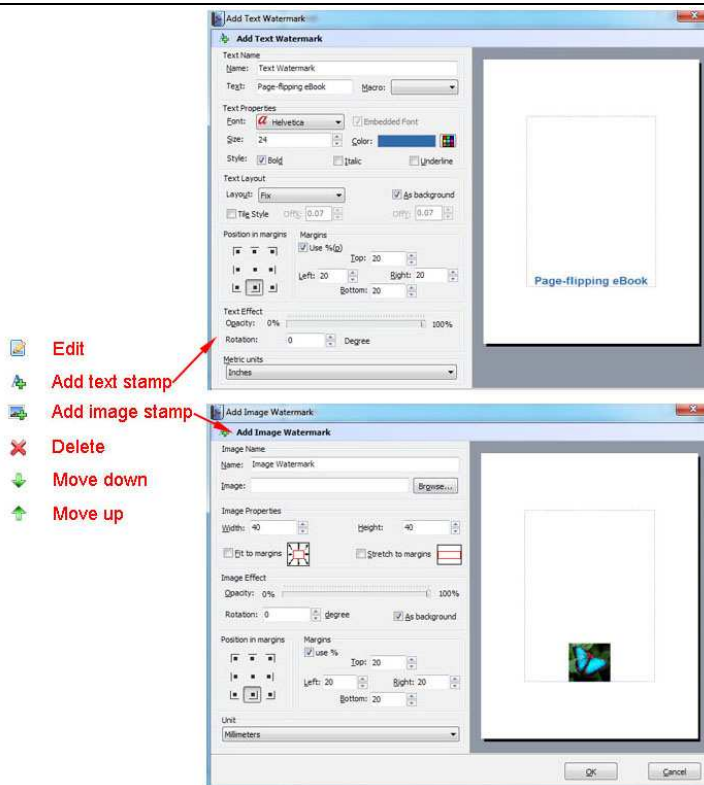 Add Text Watermark
Add Text Watermark
Text Name
Name: Text Watermark
Text: Page-flipping eBook Macro:
Text Properties
Font: a Helvetica Embedded Font
Size: 24 Color:
Style: Bold Italic Underline
Text Layout
Layout: Fix As background
Tile Style 0.07 0.07
Position in margins Margins
Use %(p)
Top: 20
Left: 20 Right: 20
Bottom: 20
Text Effect
Opacity: 0% 100%
Rotation: 0 Degree
Metric units
Inches
Page-flipping eBook
Edit
Add text stamp
Add image stamp
Delete
Move down
Move up
Add Image Watermark
Add Image Watermark
Image Name
Name: Image Watermark
Image: Browse...
Image Properties
Width: 40 Height: 40
Fit to margins Stretch to margins
Image Effect
Opacity: 0% 100%
Rotation: 0 degree As background
Position in margins Margins
use %
Top: 20
Left: 20 Right: 20
Bottom: 20
Unit
Millimeters
OK Cancel